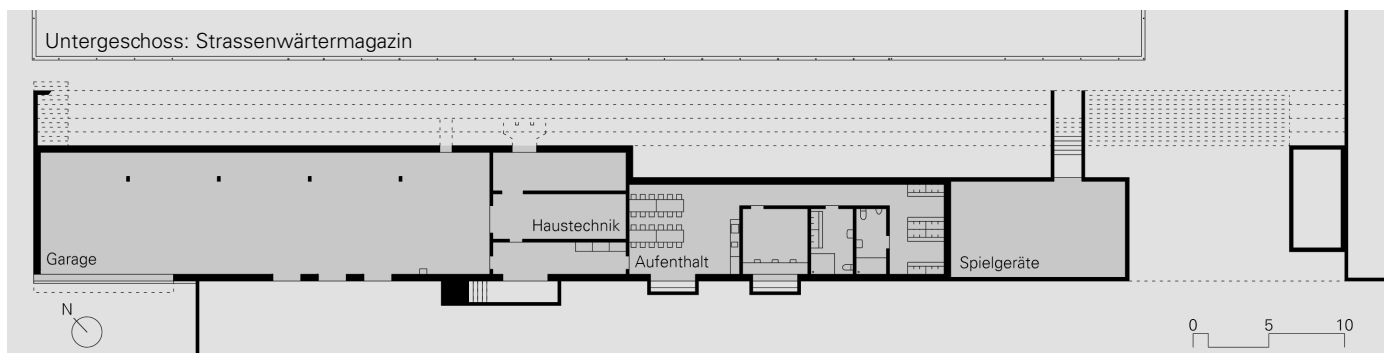 Untergeschoss: Strassenwärtermagazin
Haustechnik
Garage
Aufenthalt
Spielgeräte
N
0 5 10